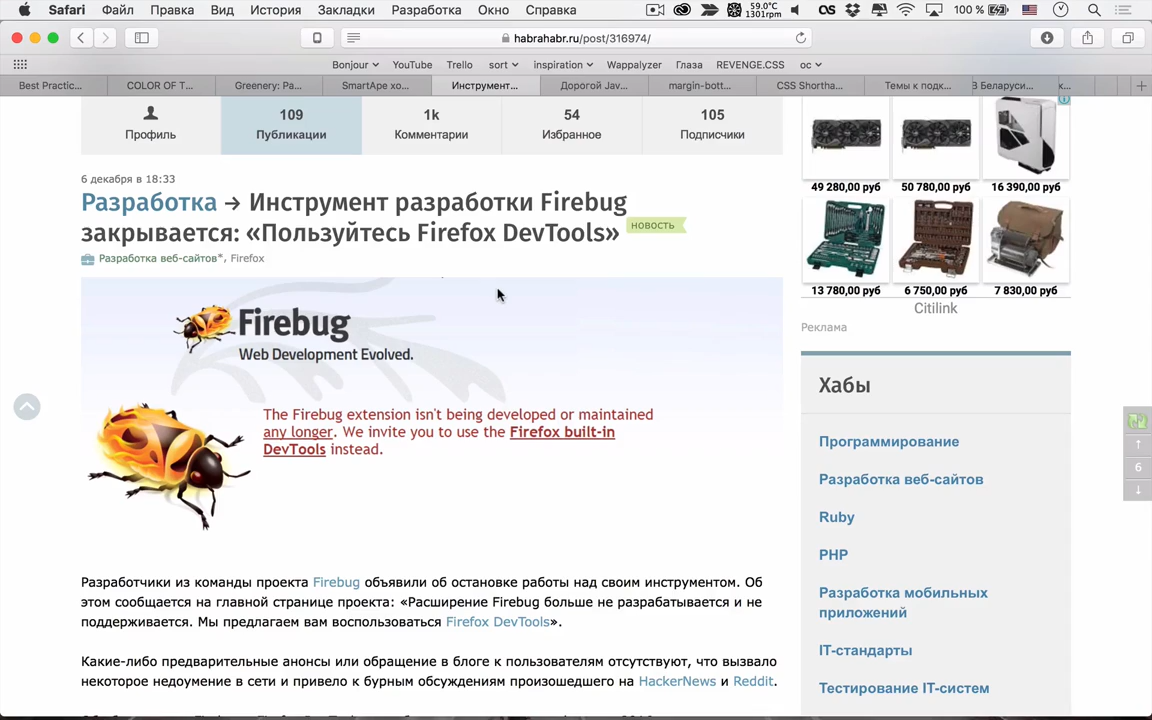 Safari Файл Правка Вид История Закладки Разработка Окно Справка 59.0°C 1301rpm 100 %
habrahabr.ru/post/316974/
Bonjour YouTube Trello sort inspiration Wappalyzer Глаза REVENGE.CSS ос
Best Practic... COLOR OF T... Greenery: Pa... SmartApe хо... Инструмент... Дорогой Jav... margin-bott... CSS Shortha... Темы к подк... В Беларуси... к...
109 1k 54 105
Профиль Публикации Комментарии Избранное Подписчики
49 280,00 руб 50 780,00 руб 16 390,00 руб
6 декабря в 18:33
Разработка → Инструмент разработки Firebug
закрывается: «Пользуйтесь Firefox DevTools» НОВОСТЬ
Разработка веб-сайтов*, Firefox
13 780,00 руб 6 750,00 руб 7 830,00 руб
Citilink
Реклама
Firebug
Web Development Evolved.
The Firebug extension isn't being developed or maintained
any longer. We invite you to use the Firefox built-in
DevTools instead.
Хабы
Программирование
Разработка веб-сайтов
Ruby
PHP
Разработка мобильных
приложений
IT-стандарты
Тестирование IT-систем
6
Разработчики из команды проекта Firebug объявили об остановке работы над своим инструментом. Об
этом сообщается на главной странице проекта: «Расширение Firebug больше не разрабатывается и не
поддерживается. Мы предлагаем вам воспользоваться Firefox DevTools».
Какие-либо предварительные анонсы или обращение в блоге к пользователям отсутствуют, что вызвало
некоторое недоумение в сети и привело к бурным обсуждениям произошедшего на HackerNews и Reddit.